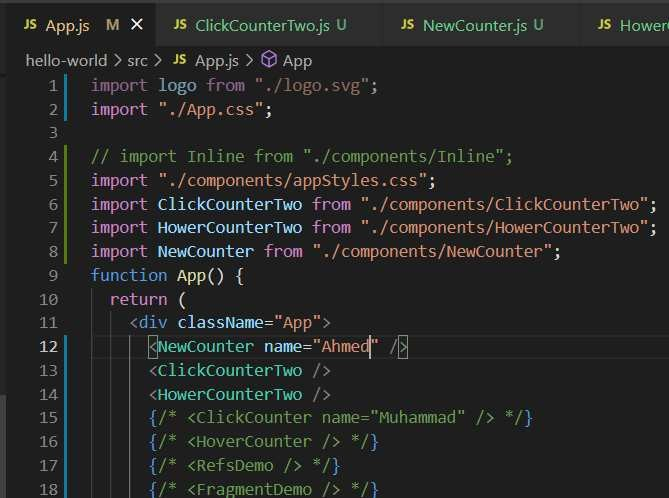 JS App.js M ✕ JS ClickCounterTwo.js U JS NewCounter.js U JS HowerC
hello-world > src > JS App.js > App
1 import logo from "./logo.svg";
2 import "./App.css";
3
4 // import Inline from "./components/Inline";
5 import "./components/appStyles.css";
6 import ClickCounterTwo from "./components/ClickCounterTwo";
7 import HowerCounterTwo from "./components/HowerCounterTwo";
8 import NewCounter from "./components/NewCounter";
9 function App() {
10 return (
11 <div className="App">
12 <NewCounter name="Ahmed" />
13 <ClickCounterTwo />
14 <HowerCounterTwo />
15 {/* <ClickCounter name="Muhammad" /> */}
16 {/* <HoverCounter /> */}
17 {/* <RefsDemo /> */}
18 {/* <FragmentDemo /> */}